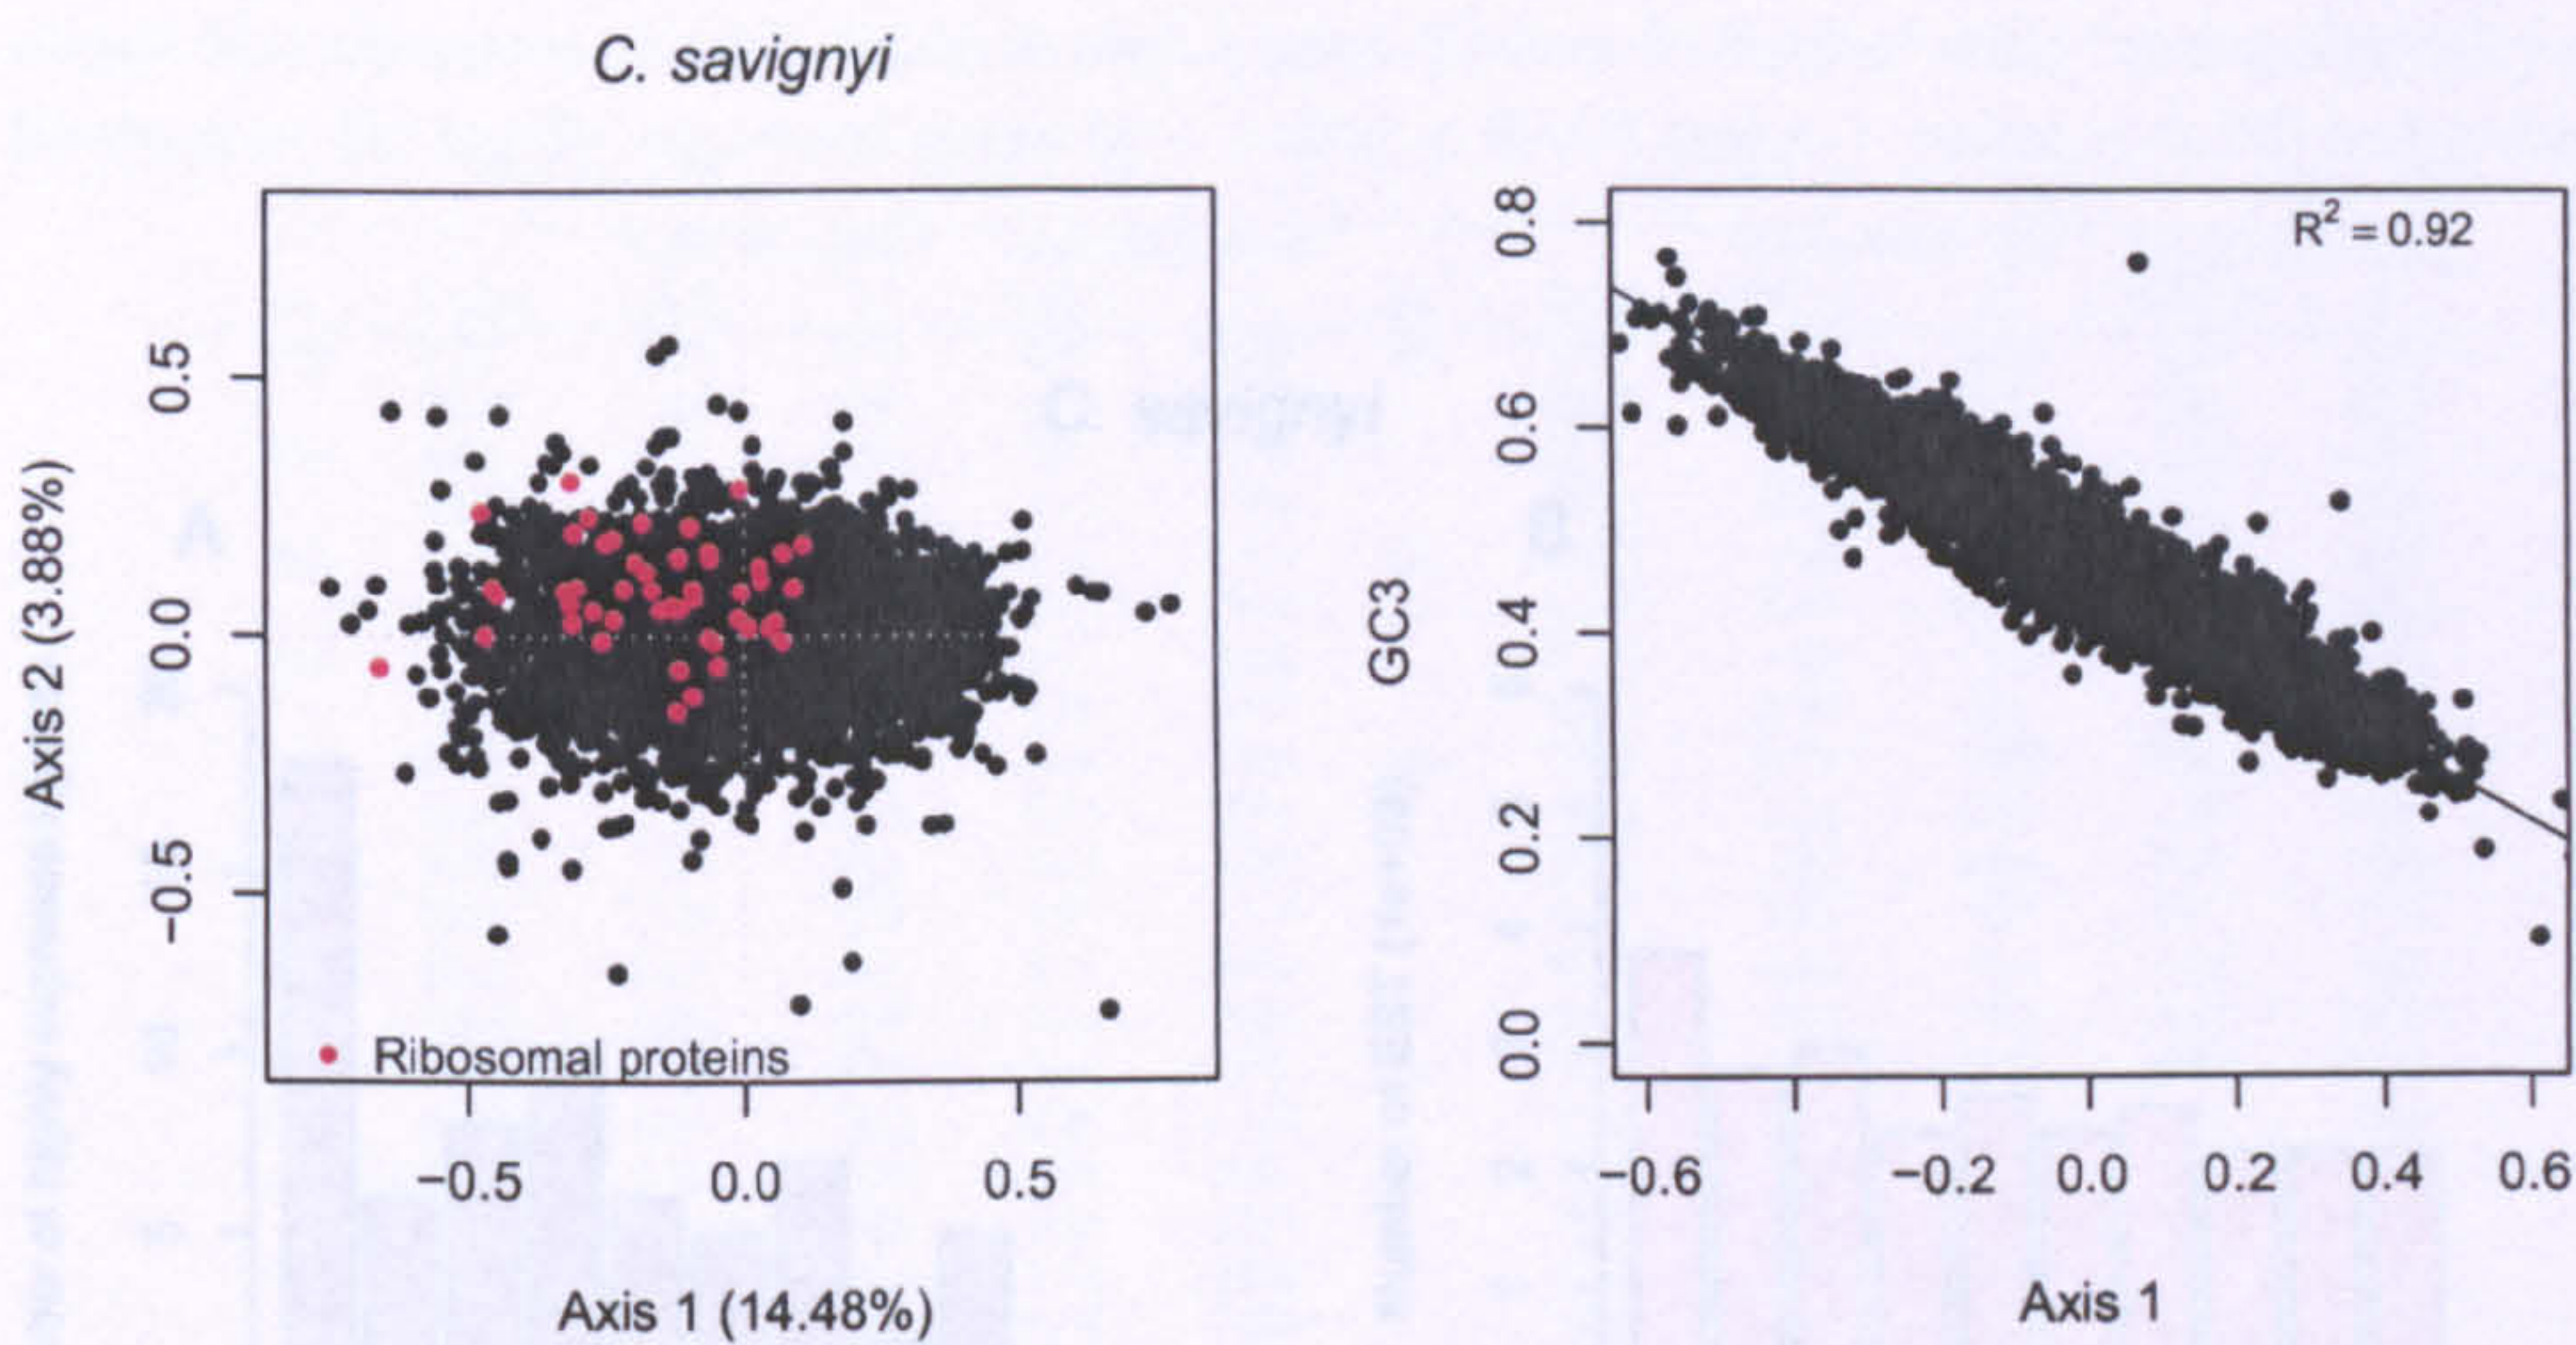 C. savignyi
Axis 2 (3.88%)
0.5
0.0
−0.5
Ribosomal proteins
−0.5 0.0 0.5
Axis 1 (14.48%)
R² = 0.92
GC3
0.8
0.6
0.4
0.2
0.0
−0.6 −0.2 0.0 0.2 0.4 0.6
Axis 1